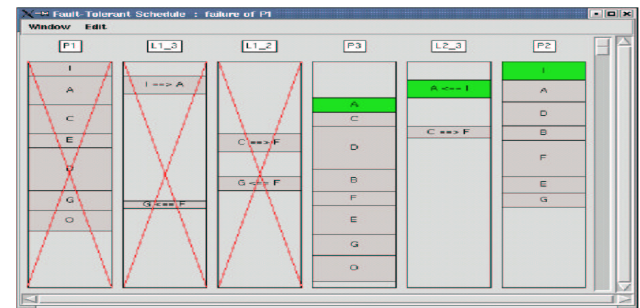 Fault-Tolerant Schedule : failure of P1
Window Edit
P1 L1_3 L1_2 P3 L2_3 P2
I
A
C
E
D
G
O
I ==> A
G <== F
C ==> F
G <== F
A
C
D
B
F
E
G
O
A <== I
C ==> F
I
A
D
B
F
E
G